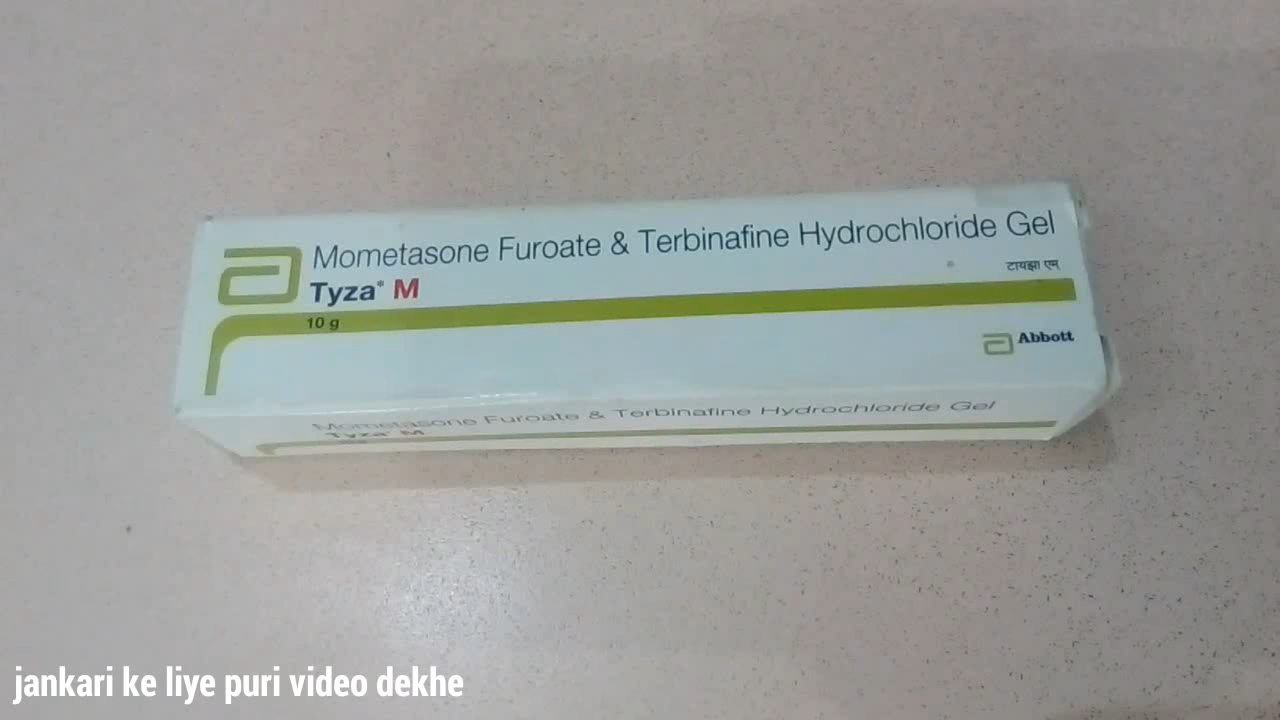 Mometasone Furoate & Terbinafine Hydrochloride Gel
Tyza® M
टायझा एम्
10 g
Abbott
Mometasone Furoate & Terbinafine Hydrochloride Gel
Tyza® M
jankari ke liye puri video dekhe